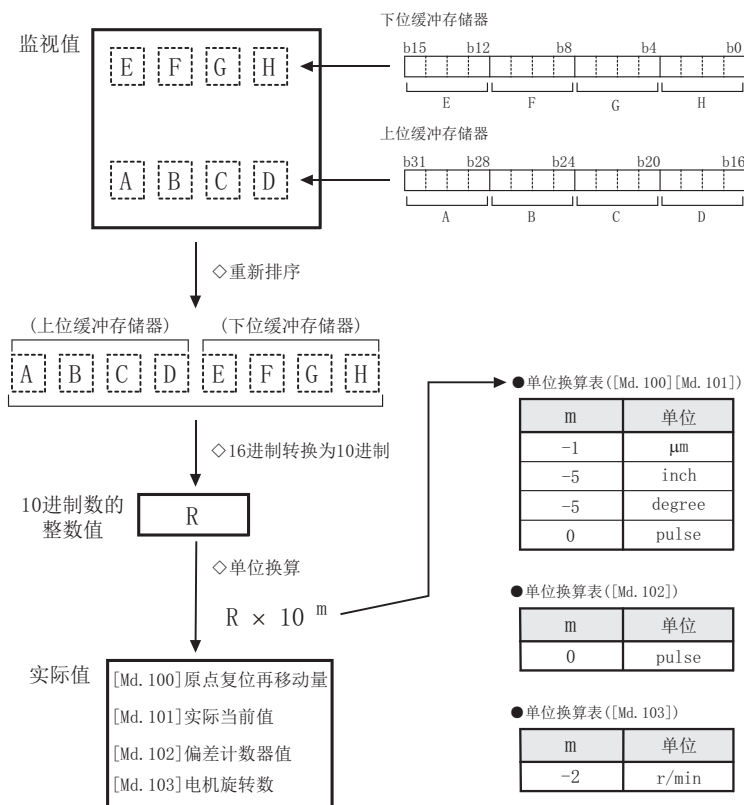 监视值
E F G H
A B C D
下位缓冲存储器
b15 b12 b8 b4 b0
E F G H
上位缓冲存储器
b31 b28 b24 b20 b16
A B C D
◇重新排序
(上位缓冲存储器) (下位缓冲存储器)
A B C D E F G H
◇16进制转换为10进制
10进制数的
整数值
R
◇单位换算
R × 10 m
实际值
[Md.100]原点复位再移动量
[Md.101]实际当前值
[Md.102]偏差计数器值
[Md.103]电机旋转数
●单位换算表([Md.100][Md.101])
m 单位
-1 μm
-5 inch
-5 degree
0 pulse
●单位换算表([Md.102])
m 单位
0 pulse
●单位换算表([Md.103])
m 单位
-2 r/min